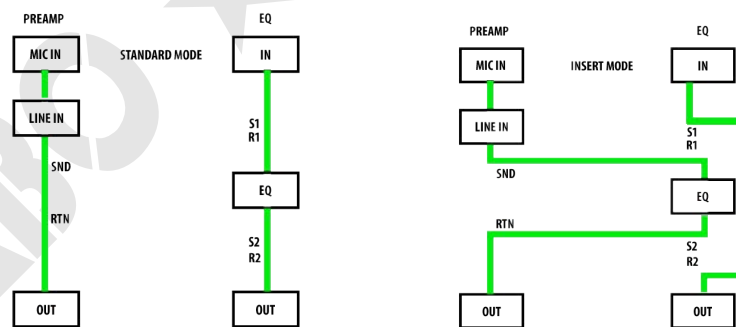 PREAMP
MIC IN
LINE IN
SND
RTN
OUT
STANDARD MODE
EQ
IN
S1
R1
EQ
S2
R2
OUT
PREAMP
MIC IN
LINE IN
SND
RTN
OUT
INSERT MODE
EQ
IN
S1
R1
EQ
S2
R2
OUT